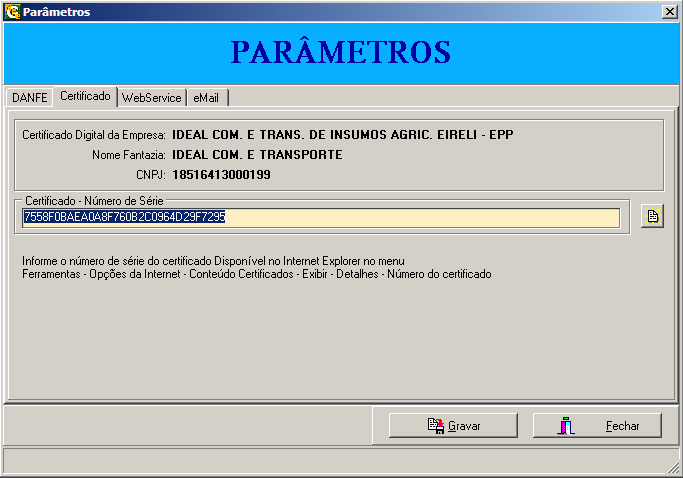 Parâmetros
PARÂMETROS
DANFE Certificado WebService eMail
Certificado Digital da Empresa: IDEAL COM. E TRANS. DE INSUMOS AGRIC. EIRELI - EPP
Nome Fantazia: IDEAL COM. E TRANSPORTE
CNPJ: 18516413000199
Certificado - Número de Série
7558F0BAEA0A8F760B2C0964D29F7295
Informe o número de série do certificado Disponível no Internet Explorer no menu
Ferramentas - Opções da Internet - Conteúdo Certificados - Exibir - Detalhes - Número do certificado
Gravar Fechar